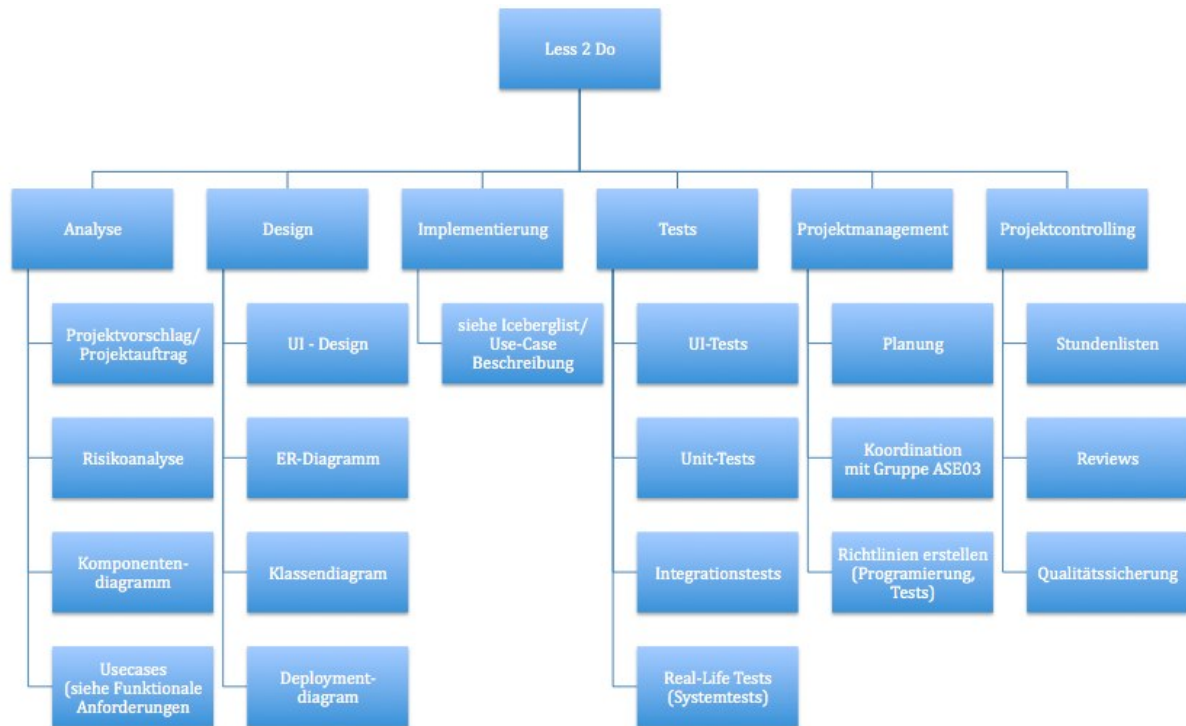 Less 2 Do
Analyse
Design
Implementierung
Tests
Projektmanagement
Projektcontrolling
Projektvorschlag/
Projektauftrag
UI - Design
siehe Iceberglist/
Use-Case
Beschreibung
UI-Tests
Planung
Stundenlisten
Risikoanalyse
ER-Diagramm
Unit-Tests
Koordination
mit Gruppe ASE03
Reviews
Komponenten-
diagramm
Klassendiagram
Integrationstests
Richtlinien erstellen
(Programierung,
Tests)
Qualitätssicherung
Usecases
(siehe Funktionale
Anforderungen
Deployment-
diagram
Real-Life Tests
(Systemtests)